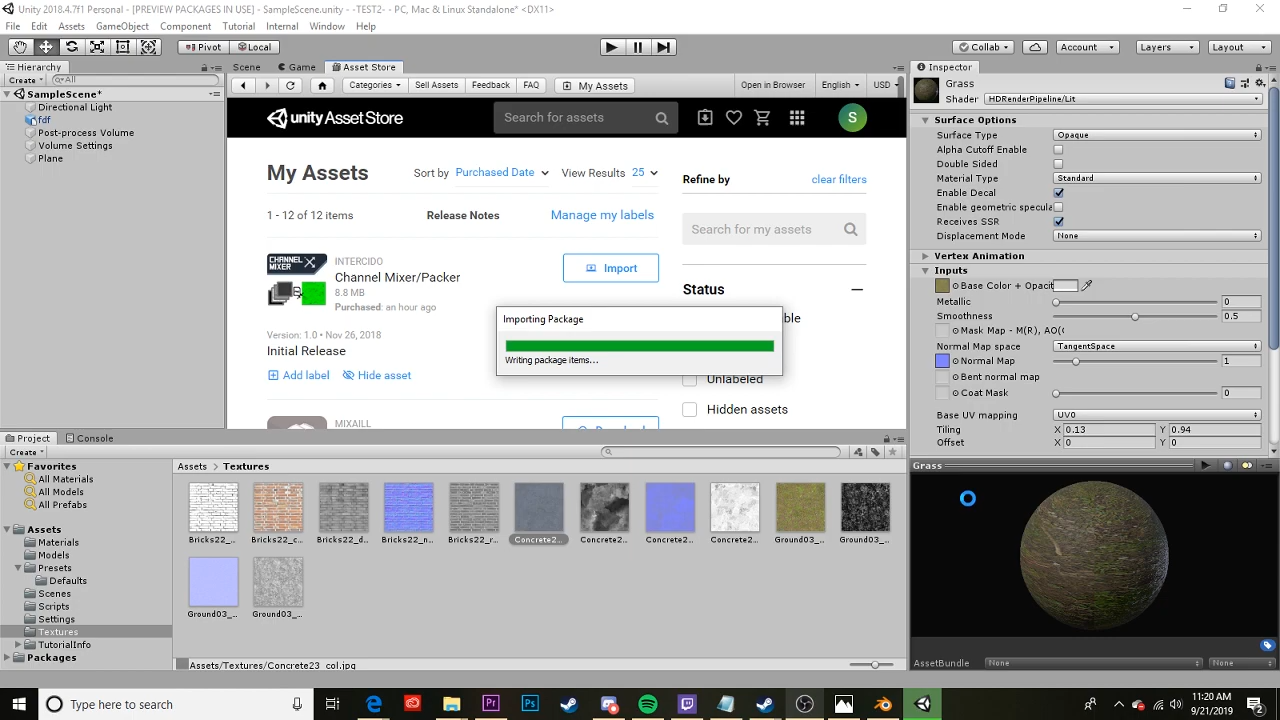 Unity 2018.4.7f1 Personal - [PREVIEW PACKAGES IN USE] - SampleScene.unity - -TEST2- - PC, Mac & Linux Standalone* <DX11>
File Edit Assets GameObject Component Tutorial Internal Window Help
Pivot Local Collab Account Layers Layout
Hierarchy Scene Game Asset Store Inspector
Create All
SampleScene*
Directional Light
fdf
Post-process Volume
Volume Settings
Plane
Categories Sell Assets Feedback FAQ My Assets Open in Browser English USD
unity Asset Store Search for assets S
My Assets Sort by Purchased Date View Results 25
1 - 12 of 12 items Release Notes Manage my labels
CHANNEL MIXER
INTERCIDO
Channel Mixer/Packer
8.8 MB
Purchased: an hour ago
Import
Version: 1.0 • Nov 26, 2018
Initial Release
Add label Hide asset
MIXAILL
Refine by clear filters
Search for my assets
Status
Unlabeled
Hidden assets
Importing Package
Writing package items...
Grass
Shader HDRenderPipeline/Lit
Surface Options
Surface Type Opaque
Alpha Cutoff Enable
Double Sided
Material Type Standard
Enable Decal
Enable geometric specula
Receives SSR
Displacement Mode None
Vertex Animation
Inputs
Base Color + Opacit
Metallic 0
Smoothness 0.5
Mask Map - M(R), AO(
Normal Map space TangentSpace
Normal Map 1
Bent normal map
Coat Mask 0
Base UV mapping UV0
Tiling X 0.13 Y 0.94
Offset X 0 Y 0
Grass
AssetBundle None None
Project Console
Create
Favorites
All Materials
All Models
All Prefabs
Assets
Materials
Models
Presets
Defaults
Scenes
Scripts
Settings
Textures
TutorialInfo
Packages
Assets > Textures
Bricks22_... Bricks22_c... Bricks22_d... Bricks22_n... Bricks22_r... Concrete2... Concrete2... Concrete2... Concrete2... Ground03_... Ground03_...
Ground03_... Ground03_...
Assets/Textures/Concrete23_col.jpg
Type here to search
11:20 AM
9/21/2019
2